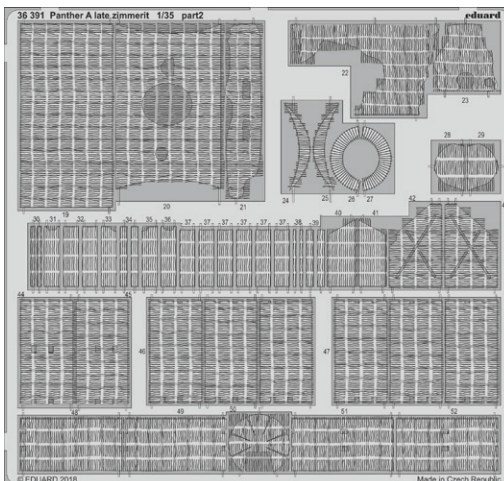 36 391 Panther A late,zimmerit 1/35 part2 eduard
22
23
28 29
24 25 26 27
19 20 21
42
40 41
30 31 32 33 34 35 36 37 37 37 37 37 37 37 38 39
44 45
46 47
48 49 50 51 52
© EDUARD 2018 Made in Czech Republic